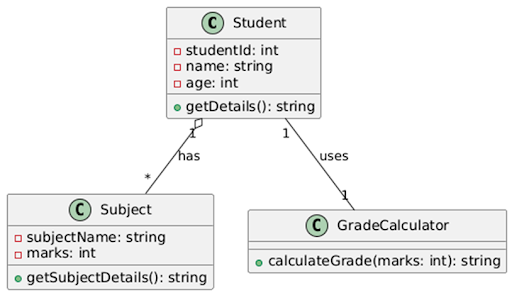 C Student
studentId: int
name: string
age: int
getDetails(): string
1
1
has
uses
*
1
C Subject
subjectName: string
marks: int
getSubjectDetails(): string
C GradeCalculator
calculateGrade(marks: int): string